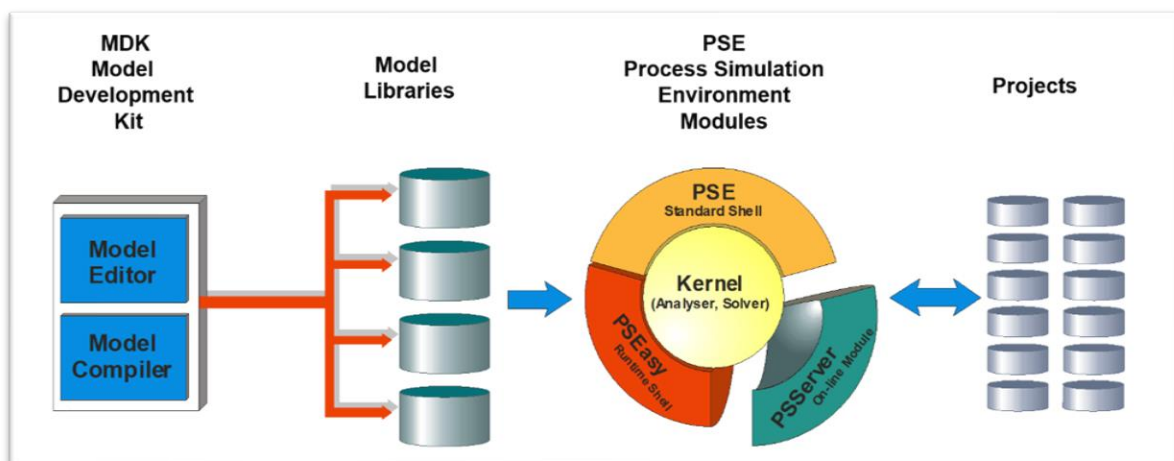 MDK
Model
Development
Kit
Model
Libraries
PSE
Process Simulation
Environment
Modules
Projects
Model
Editor
Model
Compiler
PSE
Standard Shell
Kernel
(Analyser, Solver)
PSEasy
Runtime Shell
PSServer
On-line Module